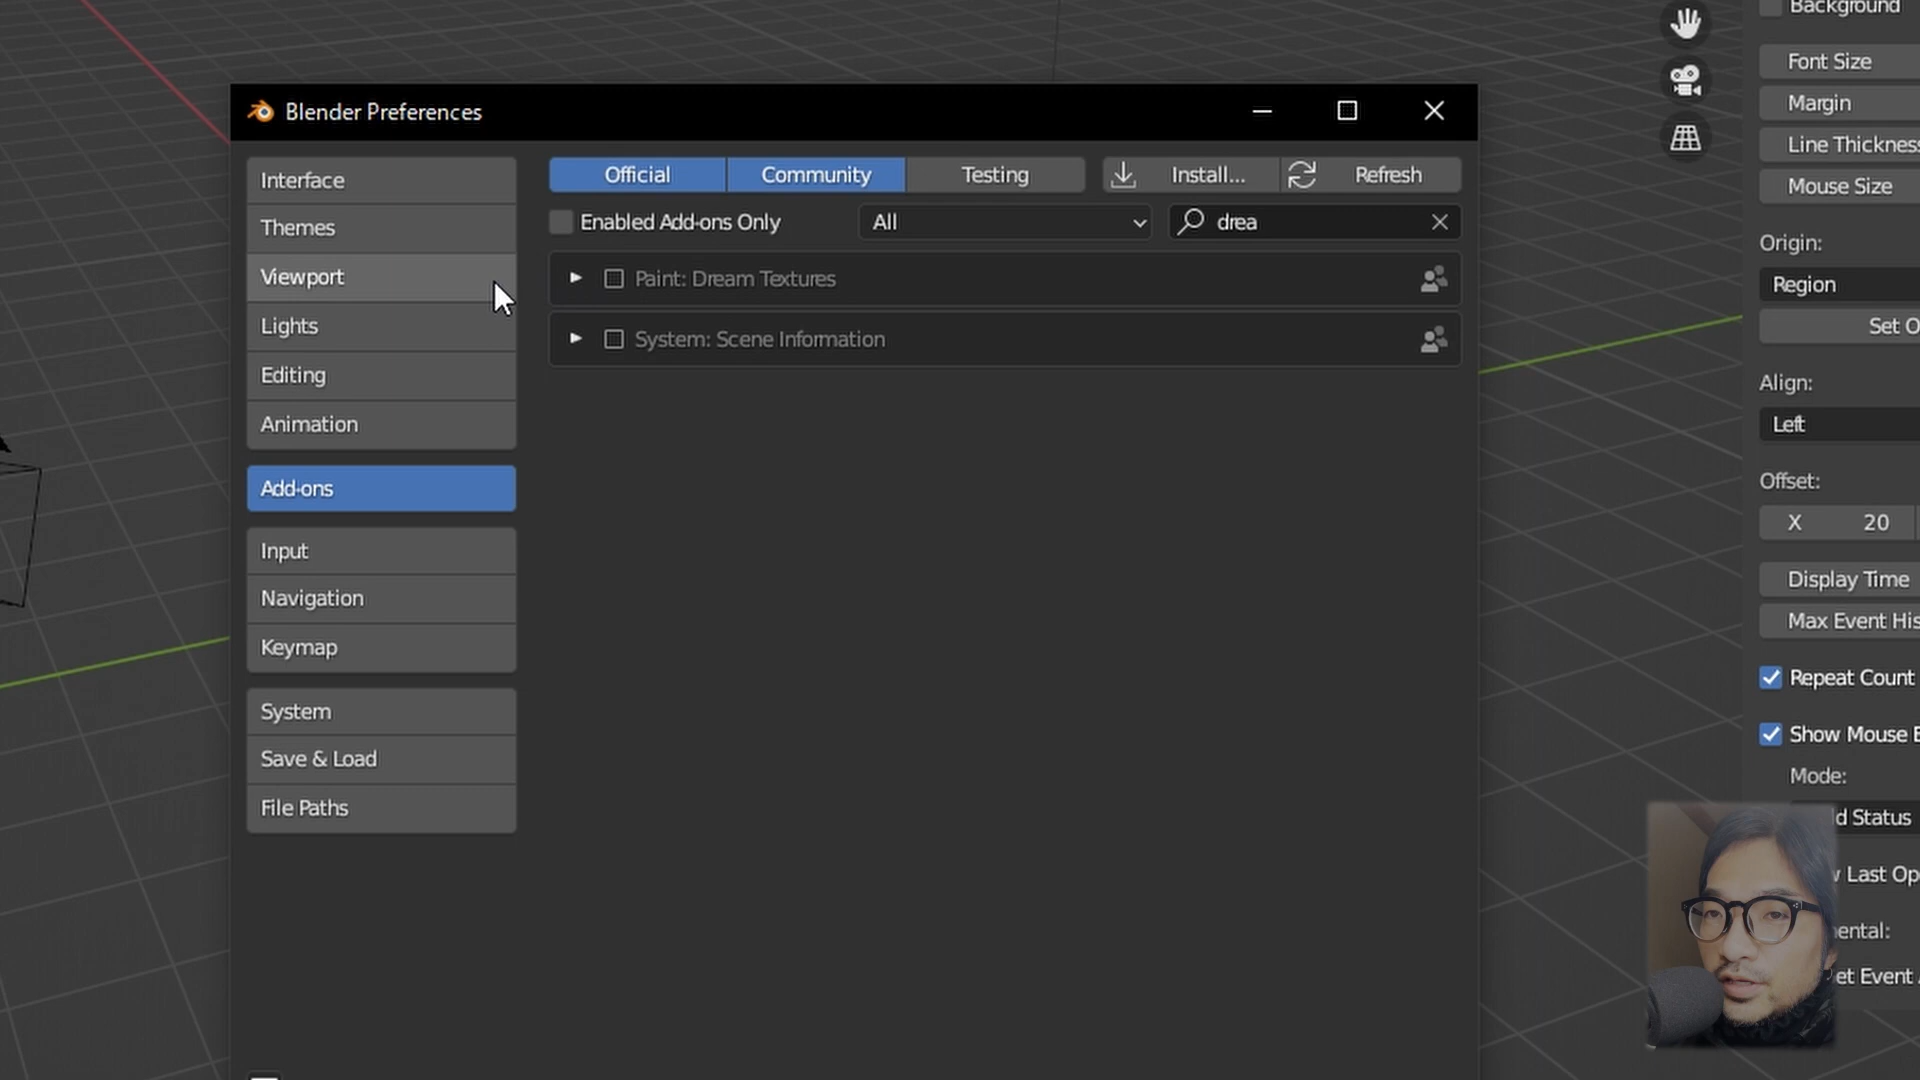 Blender Preferences
Interface
Themes
Viewport
Lights
Editing
Animation
Add-ons
Input
Navigation
Keymap
System
Save & Load
File Paths
Official
Community
Testing
Install...
Refresh
Enabled Add-ons Only
All
drea
Paint: Dream Textures
System: Scene Information
Background
Font Size
Margin
Line Thickness
Mouse Size
Origin:
Region
Set O
Align:
Left
Offset:
X 20
Display Time
Max Event His
Repeat Count
Show Mouse E
Mode:
d Status
Last Op
ental:
et Event